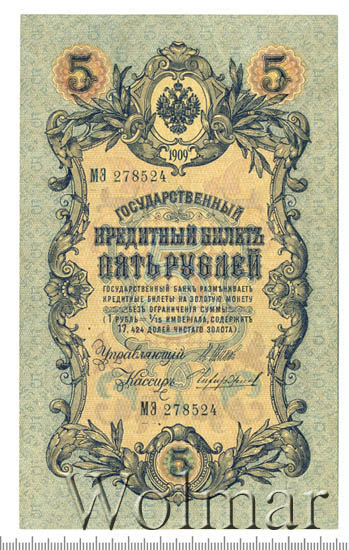 5 5
1909
МЭ 278524
ГОСУДАРСТВЕННЫЙ
КРЕДИТНЫЙ БИЛЕТЪ
ПЯТЬ РУБЛЕЙ
ГОСУДАРСТВЕННЫЙ БАНКЪ РАЗМѢНИВАЕТЪ
КРЕДИТНЫЕ БИЛЕТЫ НА ЗОЛОТУЮ МОНЕТУ
БЕЗЪ ОГРАНИЧЕНІЯ СУММЫ
(1 РУБЛЬ = 1/15 ИМПЕРІАЛА, СОДЕРЖИТЪ
17,424 ДОЛЕЙ ЧИСТАГО ЗОЛОТА)
Управляющій
Кассиръ
МЭ 278524
5
Wolmar